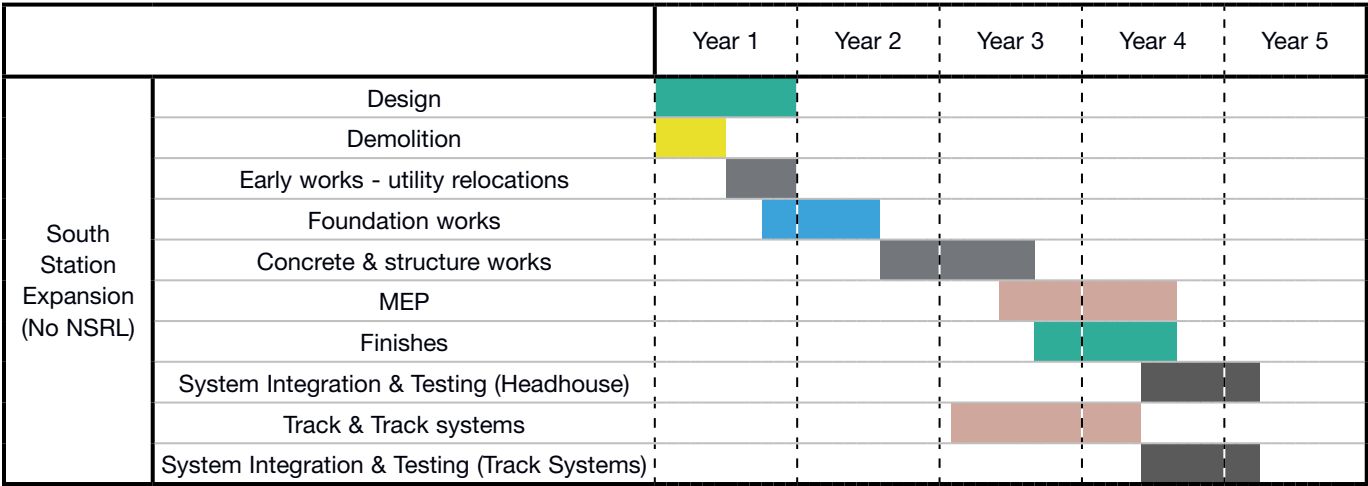 Year 1 Year 2 Year 3 Year 4 Year 5
South
Station
Expansion
(No NSRL)
Design
Demolition
Early works - utility relocations
Foundation works
Concrete & structure works
MEP
Finishes
System Integration & Testing (Headhouse)
Track & Track systems
System Integration & Testing (Track Systems)